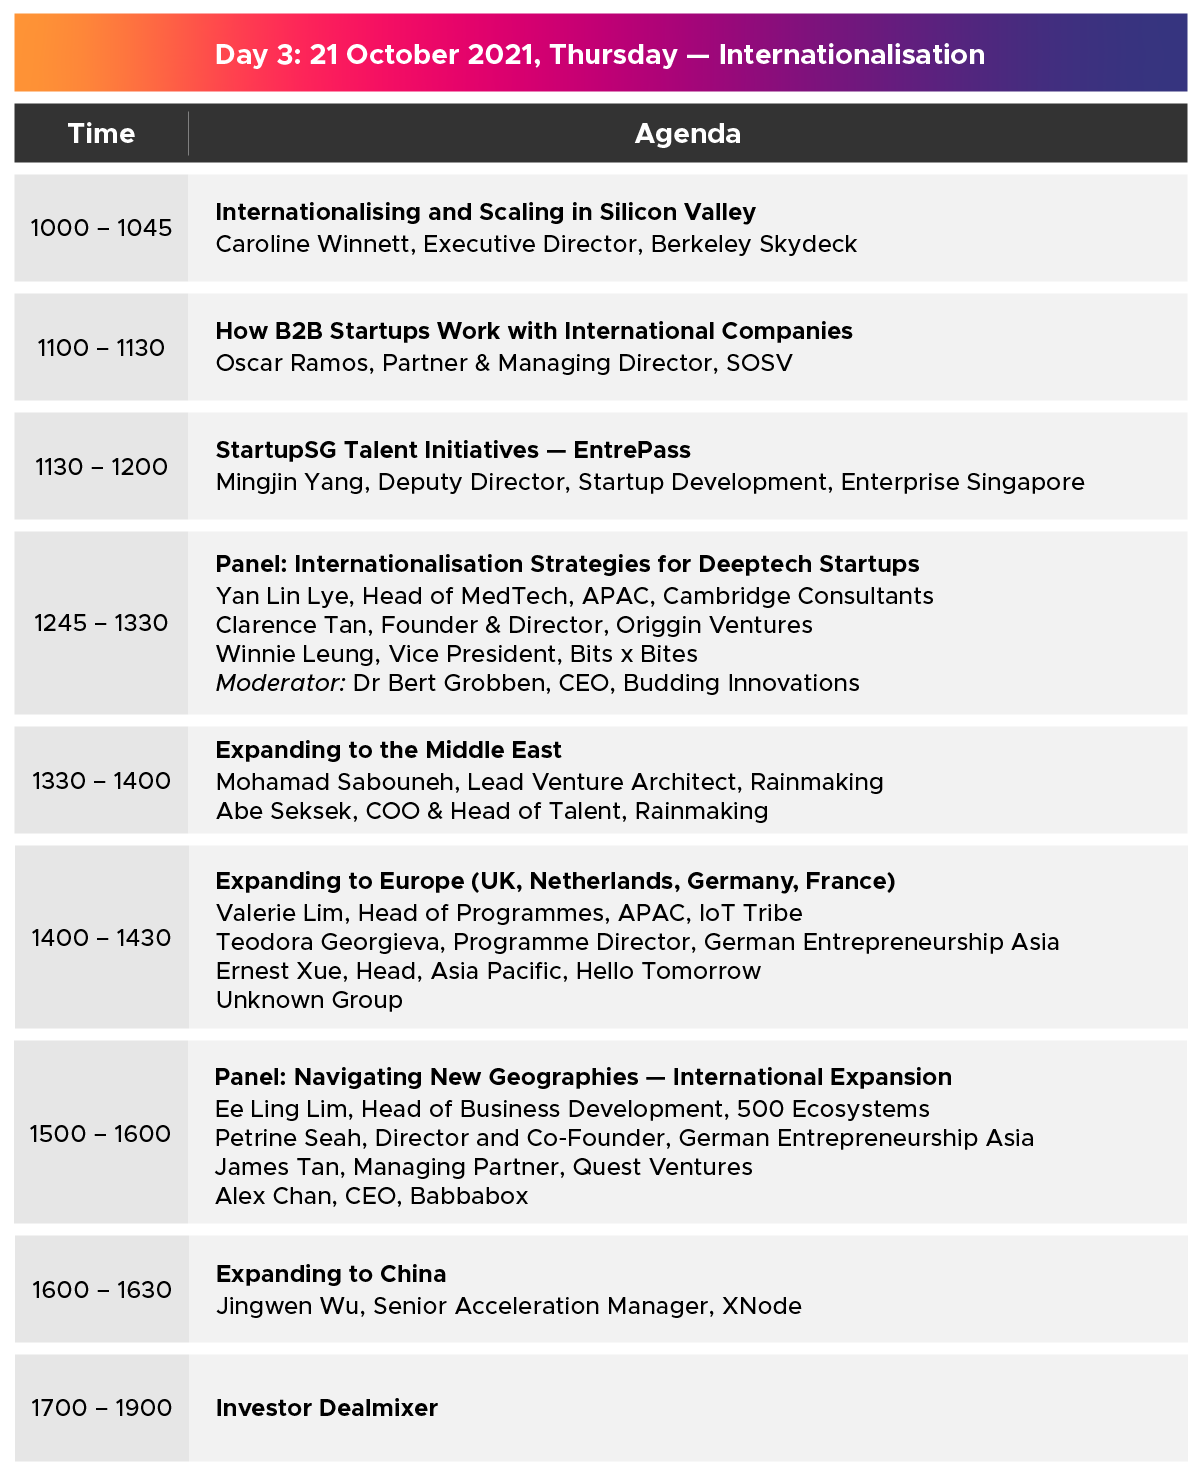 Day 3: 21 October 2021, Thursday — Internationalisation
Time
Agenda
1000 – 1045
Internationalising and Scaling in Silicon Valley
Caroline Winnett, Executive Director, Berkeley Skydeck
1100 – 1130
How B2B Startups Work with International Companies
Oscar Ramos, Partner & Managing Director, SOSV
1130 – 1200
StartupSG Talent Initiatives — EntrePass
Mingjin Yang, Deputy Director, Startup Development, Enterprise Singapore
1245 – 1330
Panel: Internationalisation Strategies for Deeptech Startups
Yan Lin Lye, Head of MedTech, APAC, Cambridge Consultants
Clarence Tan, Founder & Director, Origgin Ventures
Winnie Leung, Vice President, Bits x Bites
Moderator: Dr Bert Grobben, CEO, Budding Innovations
1330 – 1400
Expanding to the Middle East
Mohamad Sabouneh, Lead Venture Architect, Rainmaking
Abe Seksek, COO & Head of Talent, Rainmaking
1400 – 1430
Expanding to Europe (UK, Netherlands, Germany, France)
Valerie Lim, Head of Programmes, APAC, IoT Tribe
Teodora Georgieva, Programme Director, German Entrepreneurship Asia
Ernest Xue, Head, Asia Pacific, Hello Tomorrow
Unknown Group
1500 – 1600
Panel: Navigating New Geographies — International Expansion
Ee Ling Lim, Head of Business Development, 500 Ecosystems
Petrine Seah, Director and Co-Founder, German Entrepreneurship Asia
James Tan, Managing Partner, Quest Ventures
Alex Chan, CEO, Babbabox
1600 – 1630
Expanding to China
Jingwen Wu, Senior Acceleration Manager, XNode
1700 – 1900
Investor Dealmixer